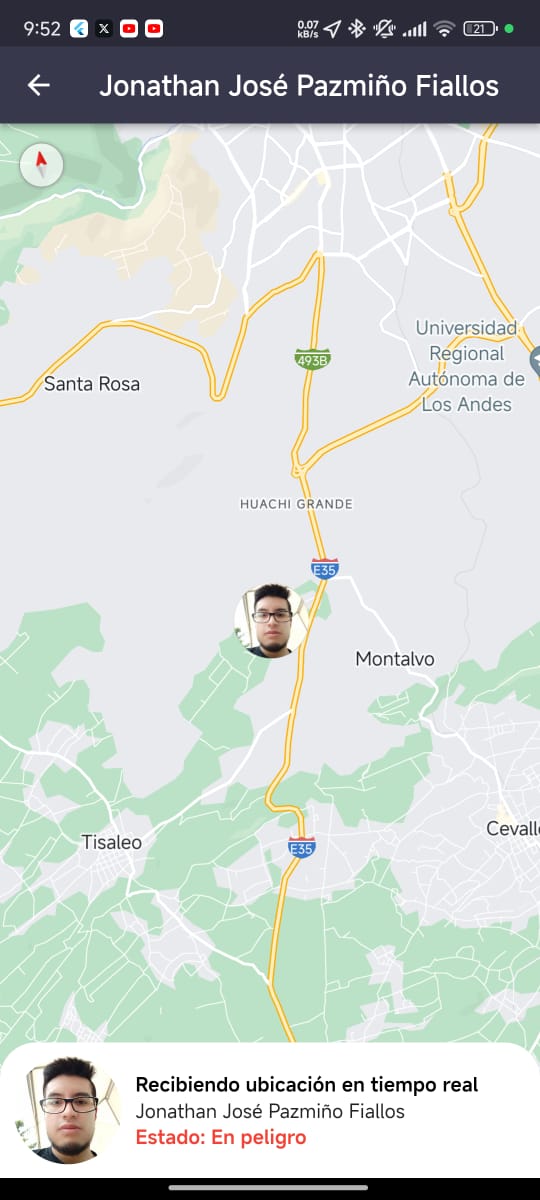 9:52
0.07
kB/s
21
Jonathan José Pazmiño Fiallos
Universidad
Regional
Autónoma de
Los Andes
493B
Santa Rosa
HUACHI GRANDE
E35
Montalvo
Cevall
Tisaleo
E35
Recibiendo ubicación en tiempo real
Jonathan José Pazmiño Fiallos
Estado: En peligro